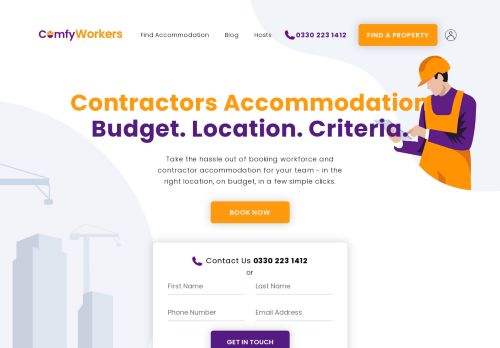 ComfyWorkers
Find Accommodation Blog Hosts 0330 223 1412 FIND A PROPERTY
Contractors Accommodation
Budget. Location. Criteria.
Take the hassle out of booking workforce and
contractor accommodation for your team - in the
right location, on budget, in a few simple clicks.
BOOK NOW
Contact Us 0330 223 1412
or
First Name Last Name
Phone Number Email Address
GET IN TOUCH